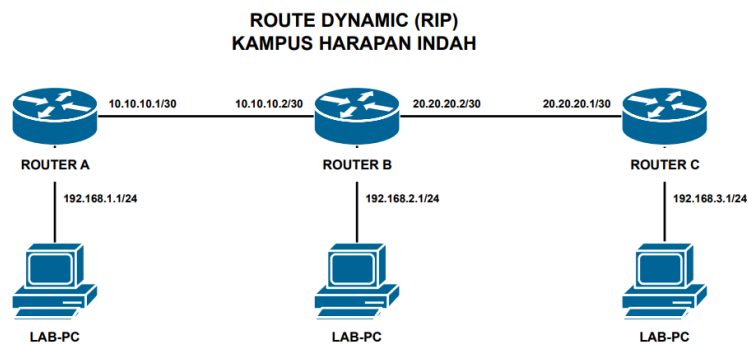 ROUTE DYNAMIC (RIP)
KAMPUS HARAPAN INDAH
10.10.10.1/30
10.10.10.2/30
20.20.20.2/30
20.20.20.1/30
ROUTER A
ROUTER B
ROUTER C
192.168.1.1/24
192.168.2.1/24
192.168.3.1/24
LAB-PC
LAB-PC
LAB-PC